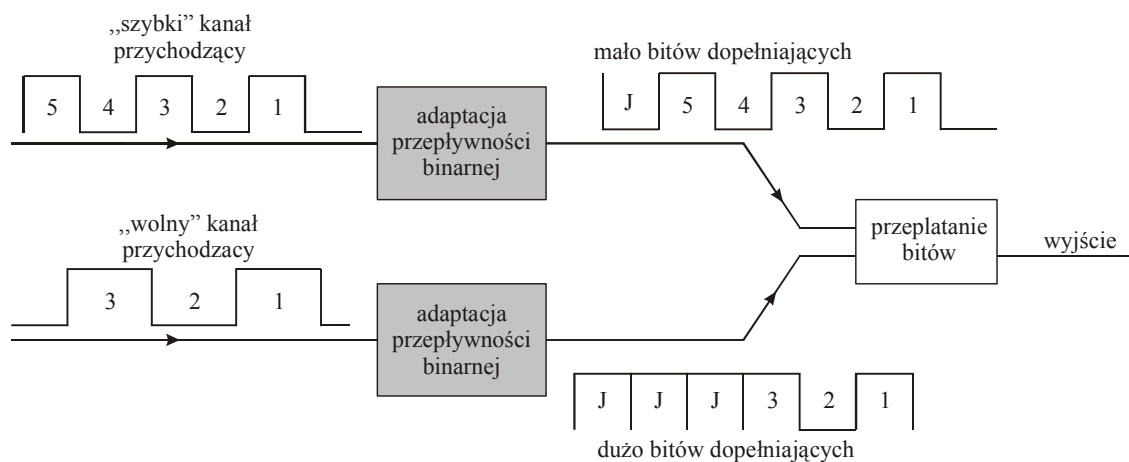 ,,szybki” kanał
przychodzący
5 4 3 2 1
adaptacja
przepływności
binarnej
mało bitów dopełniających
J 5 4 3 2 1
,,wolny” kanał
przychodzacy
3 2 1
adaptacja
przepływności
binarnej
przeplatanie
bitów
wyjście
J J J 3 2 1
dużo bitów dopełniających